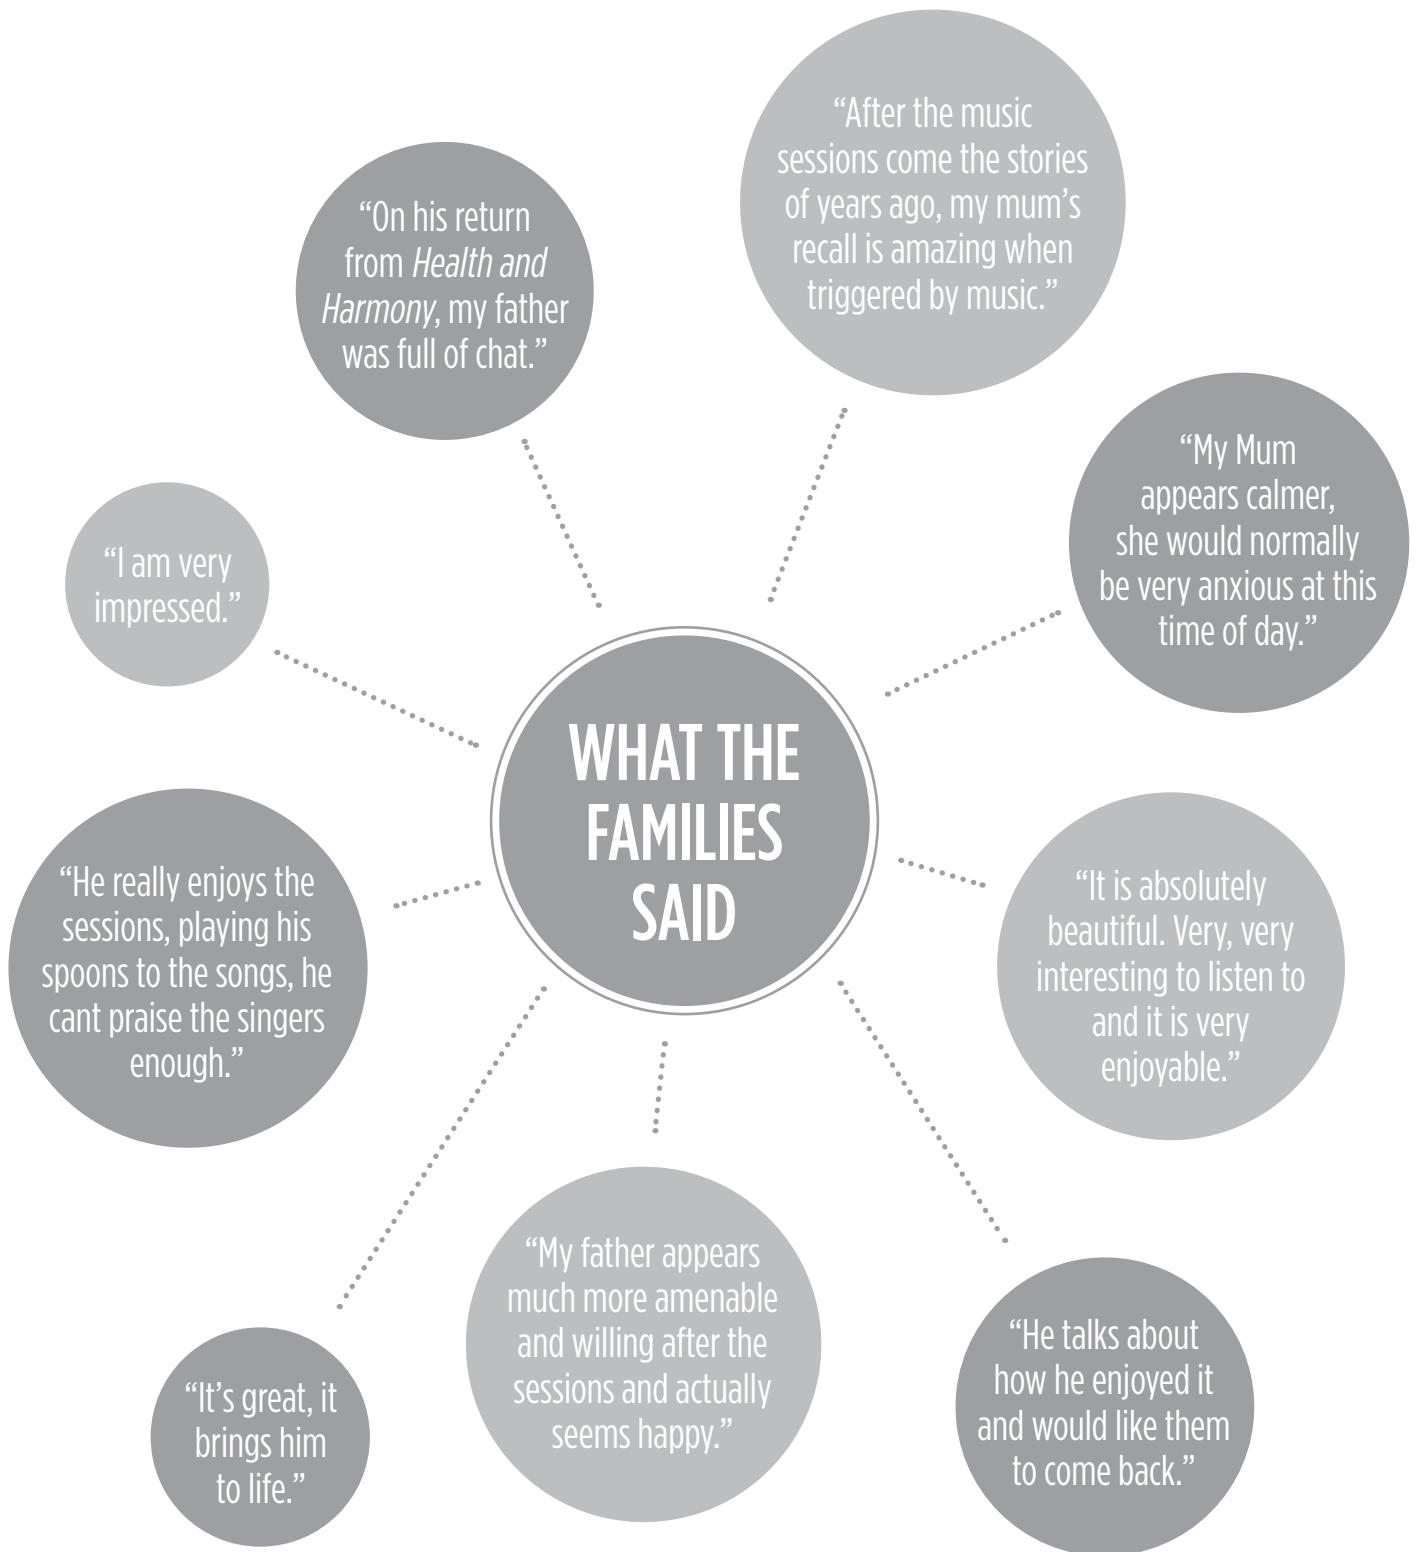 “After the music
sessions come the stories
of years ago, my mum’s
recall is amazing when
triggered by music.”
“On his return
from Health and
Harmony, my father
was full of chat.”
“My Mum
appears calmer,
she would normally
be very anxious at this
time of day.”
“I am very
impressed.”
WHAT THE
FAMILIES
SAID
“He really enjoys the
sessions, playing his
spoons to the songs, he
cant praise the singers
enough.”
“It is absolutely
beautiful. Very, very
interesting to listen to
and it is very
enjoyable.”
“My father appears
much more amenable
and willing after the
sessions and actually
seems happy.”
“He talks about
how he enjoyed it
and would like them
to come back.”
“It’s great, it
brings him
to life.”